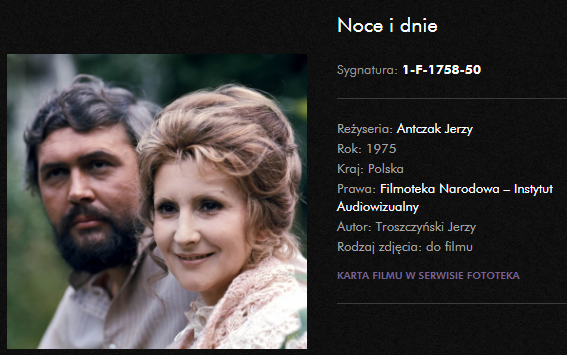 Noce i dnie
Sygnatura: 1-F-1758-50
Reżyseria: Antczak Jerzy
Rok: 1975
Kraj: Polska
Prawa: Filmoteka Narodowa – Instytut
Audiowizualny
Autor: Troszczyński Jerzy
Rodzaj zdjęcia: do filmu
KARTA FILMU W SERWISIE FOTOTEKA